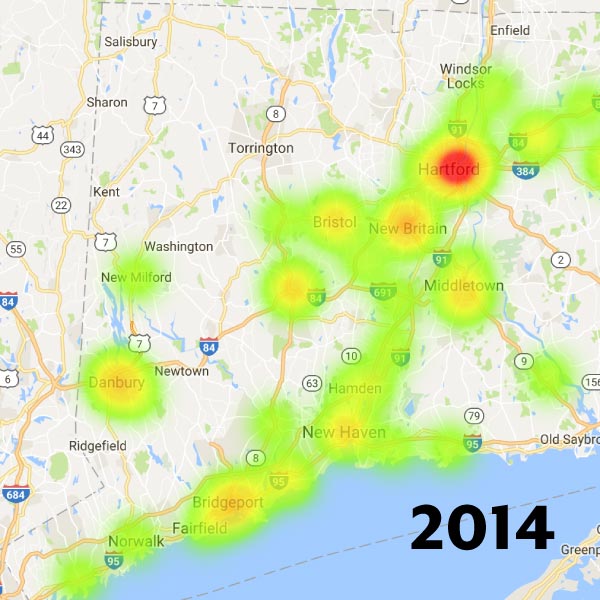 Enfield
Salisbury
Windsor
Locks
Sharon
7
8
91
44
343
84
Torrington
Hartford
384
Kent
22
Bristol
New Britain
7
Washington
55
91
2
New Milford
Middletown
84
84
691
7
84
10
91
9
6
Danbury
Newtown
63
Hamden
156
79
New Haven
Ridgefield
95
Old Saybro
8
95
684
Bridgeport
2014
Fairfield
Norwalk
95
Greenp